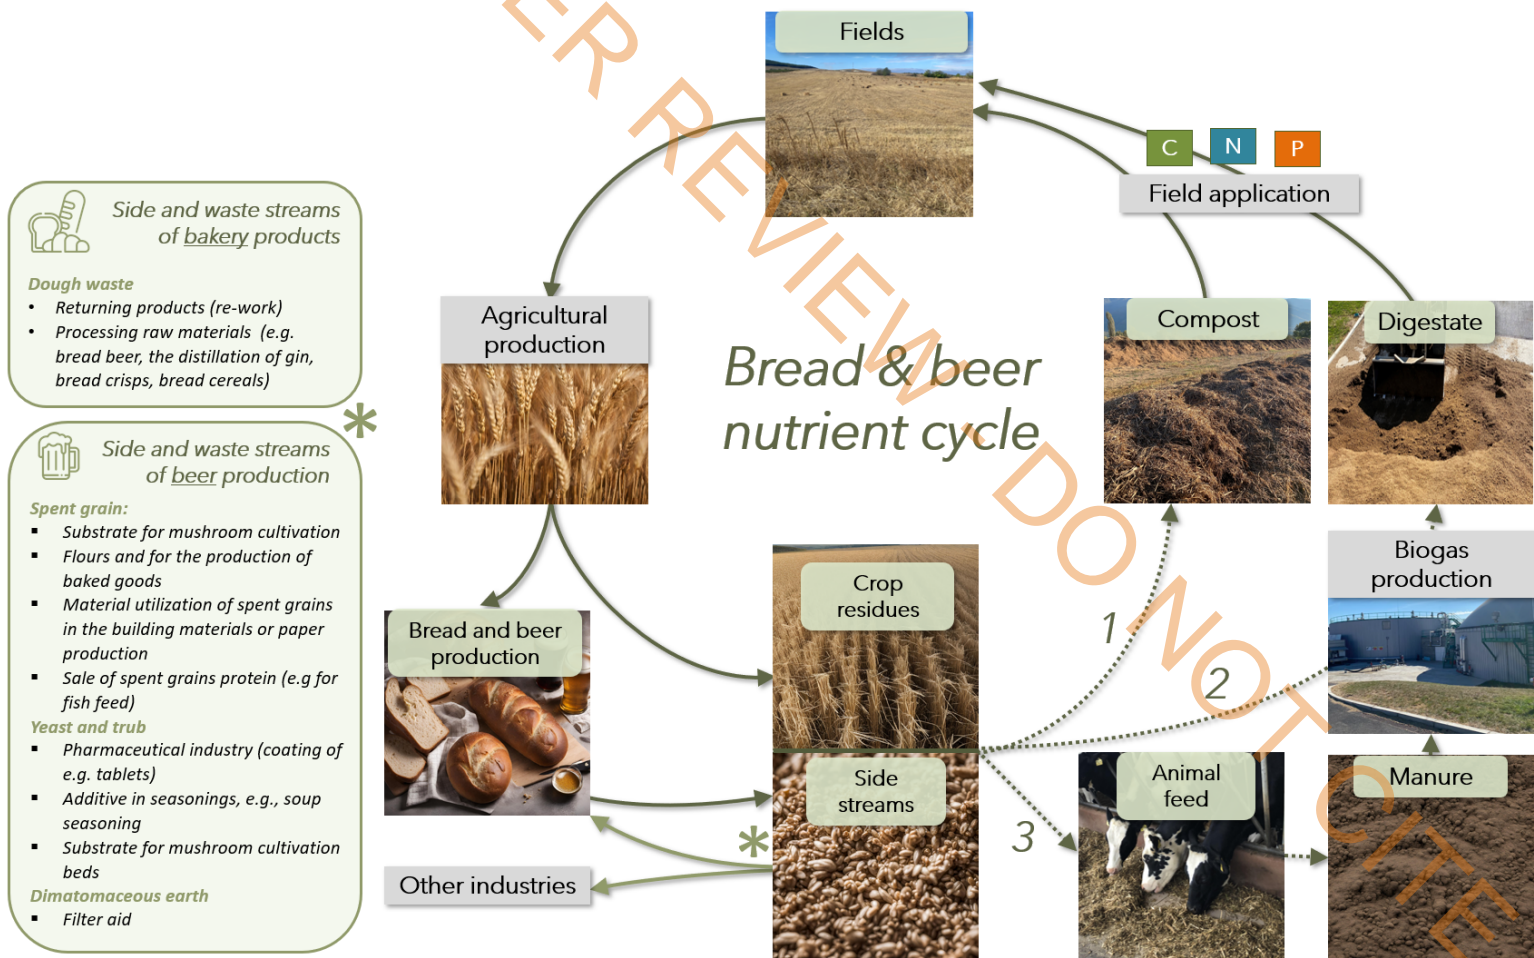 Fields
C N P
Field application
Side and waste streams
of bakery products
Dough waste
• Returning products (re-work)
• Processing raw materials (e.g.
bread beer, the distillation of gin,
bread crisps, bread cereals)
*
Side and waste streams
of beer production
Spent grain:
▪ Substrate for mushroom cultivation
▪ Flours and for the production of
baked goods
▪ Material utilization of spent grains
in the building materials or paper
production
▪ Sale of spent grains protein (e.g for
fish feed)
Yeast and trub
▪ Pharmaceutical industry (coating of
e.g. tablets)
▪ Additive in seasonings, e.g., soup
seasoning
▪ Substrate for mushroom cultivation
beds
Dimatomaceous earth
▪ Filter aid
Agricultural
production
Bread & beer
nutrient cycle
Compost
Digestate
Biogas
production
Crop
residues
Bread and beer
production
1
2
3
Side
streams
*
Animal
feed
Manure
Other industries
ER REVIEW - DO NOT CITE